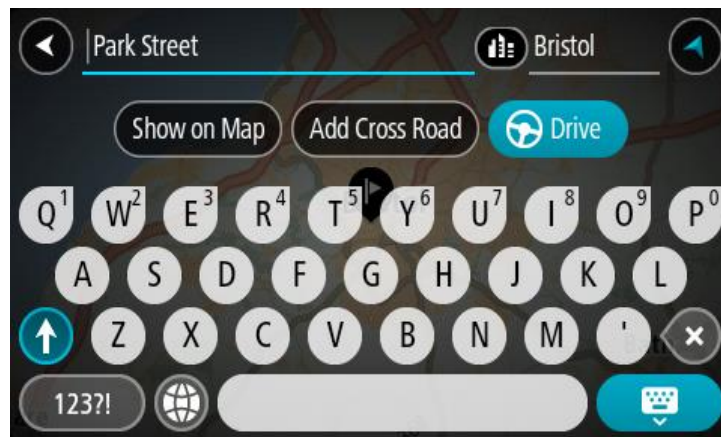 Park Street Bristol
Show on Map Add Cross Road Drive
Q1 W2 E3 R4 T5 Y6 U7 I8 O9 P0
A S D F G H J K L
Z X C V B N M '
123?!